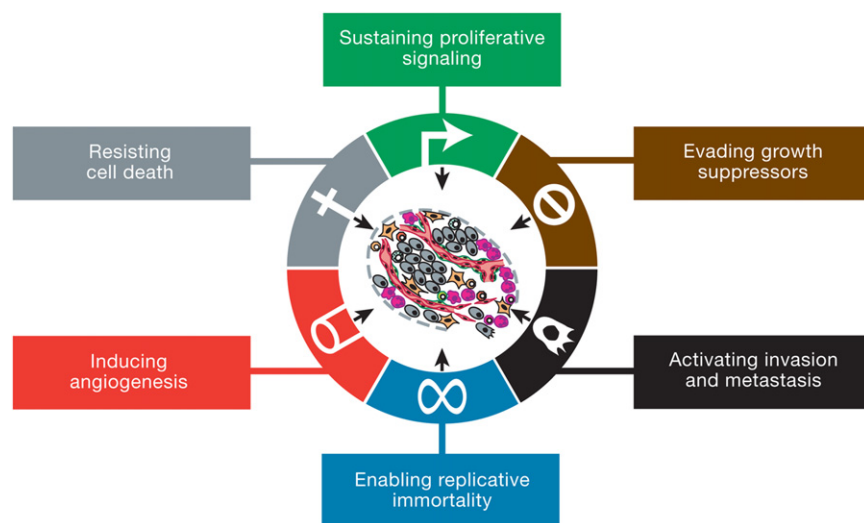 Sustaining proliferative
signaling
Resisting
cell death
Evading growth
suppressors
Inducing
angiogenesis
Activating invasion
and metastasis
Enabling replicative
immortality